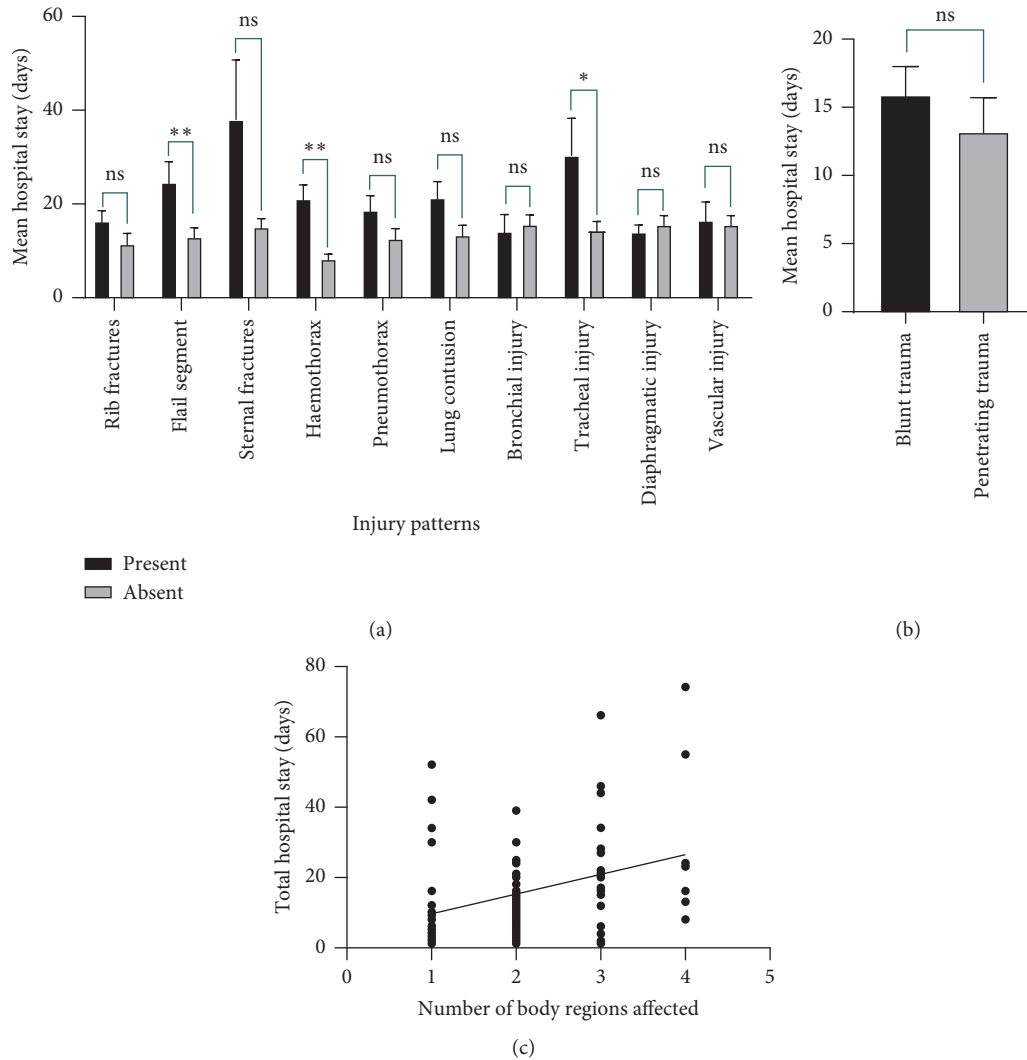 Mean hospital stay (days)
60
40
20
0
ns
**
ns
**
ns
ns
ns
*
ns
ns
Rib fractures
Flail segment
Sternal fractures
Haemothorax
Pneumothorax
Lung contusion
Bronchial injury
Tracheal injury
Diaphragmatic injury
Vascular injury
Injury patterns
Present
Absent
(a)
Mean hospital stay (days)
20
15
10
5
0
ns
Blunt trauma
Penetrating trauma
(b)
Total hospital stay (days)
80
60
40
20
0
0 1 2 3 4 5
Number of body regions affected
(c)